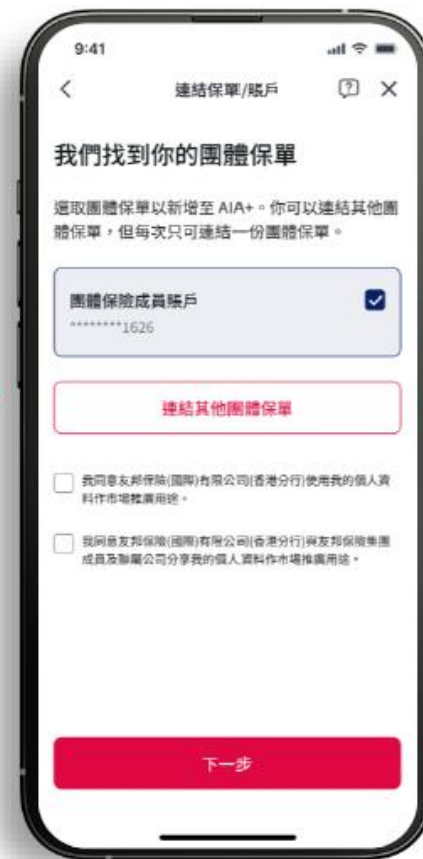 9:41
連結保單/賬戶
我們找到你的團體保單
選取團體保單以新增至 AIA+。你可以連結其他團
體保單，但每次只可連結一份團體保單。
團體保險成員賬戶
********1626
連結其他團體保單
我同意友邦保險(國際)有限公司(香港分行)使用我的個人資
料作市場推廣用途。
我同意友邦保險(國際)有限公司(香港分行)與友邦保險集團
成員及聯屬公司分享我的個人資料作市場推廣用途。
下一步